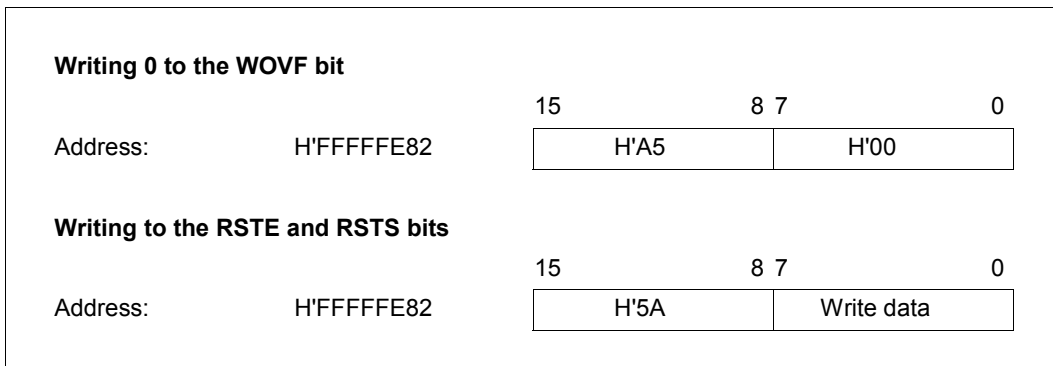 Writing 0 to the WOVF bit
15 8 7 0
Address: H'FFFFFE82 H'A5 H'00
Writing to the RSTE and RSTS bits
15 8 7 0
Address: H'FFFFFE82 H'5A Write data